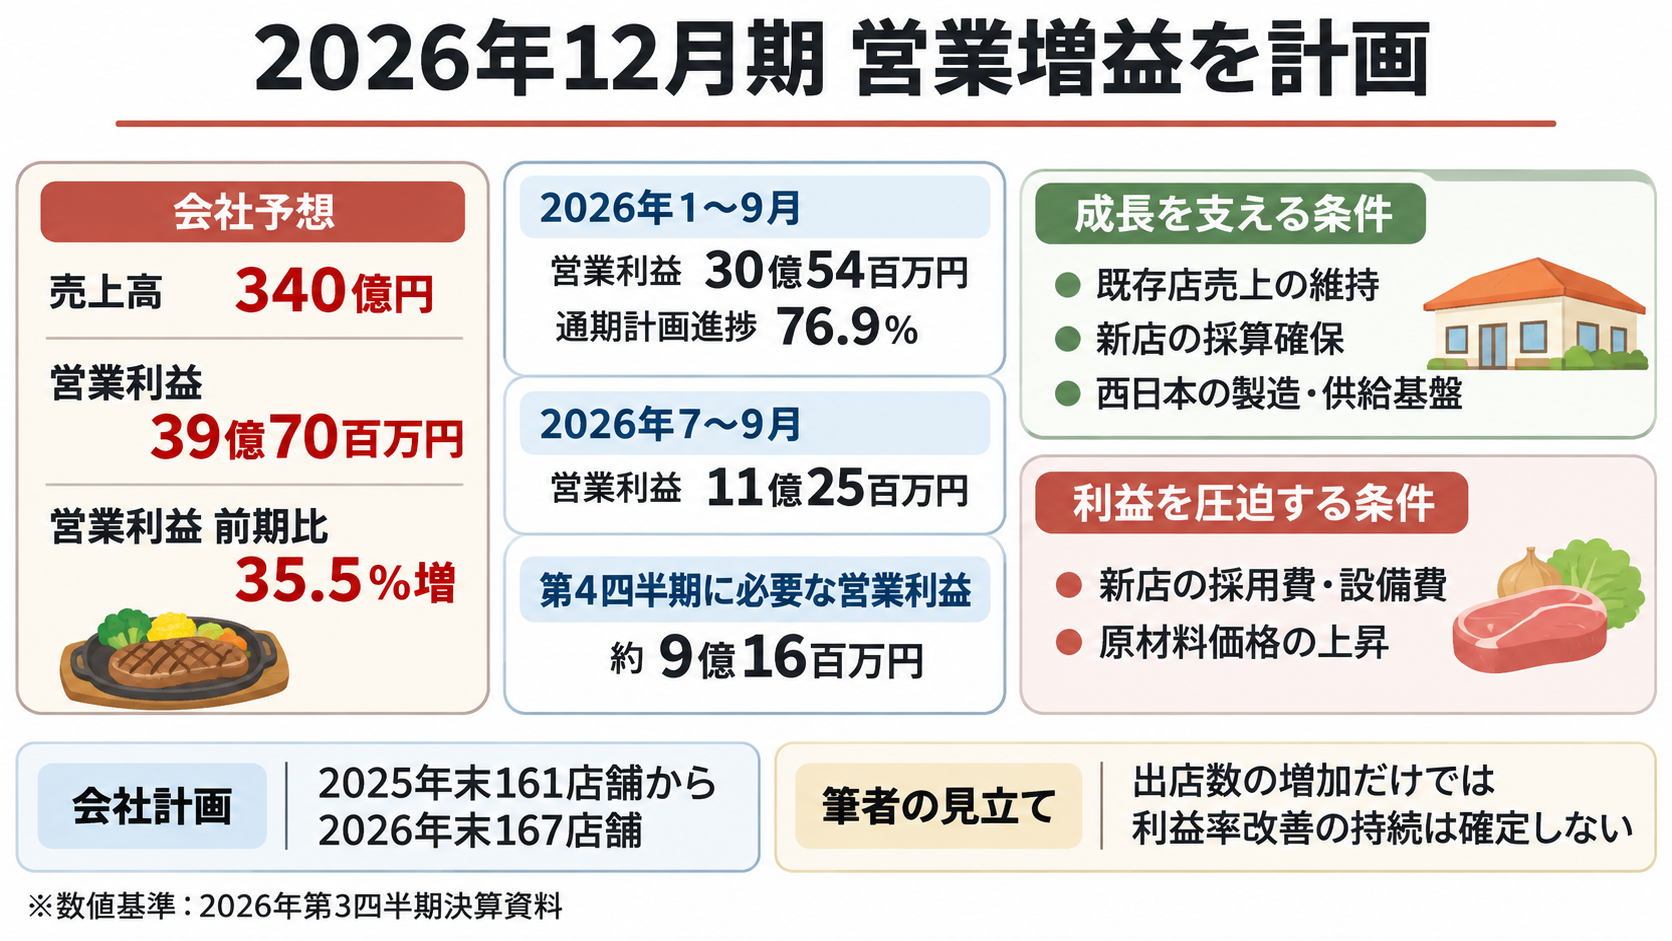 2026年12月期 営業増益を計画
会社予想
売上高 340億円
営業利益
39億70百万円
営業利益 前期比
35.5%増
2026年1〜9月
営業利益 30億54百万円
通期計画進捗 76.9%
2026年7〜9月
営業利益 11億25百万円
第4四半期に必要な営業利益
約 9億16百万円
成長を支える条件
既存店売上の維持
新店の採算確保
西日本の製造・供給基盤
利益を圧迫する条件
新店の採用費・設備費
原材料価格の上昇
会社計画
2025年末161店舗から
2026年末167店舗
筆者の見立て
出店数の増加だけでは
利益率改善の持続は確定しない
※数値基準：2026年第3四半期決算資料